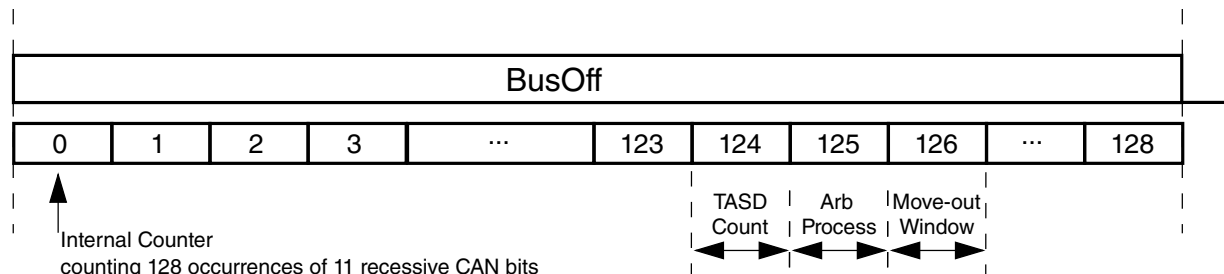 BusOff
0 1 2 3 ... 123 124 125 126 ... 128
TASD Count
Arb Process
Move-out Window
Internal Counter
counting 128 occurrences of 11 recessive CAN bits